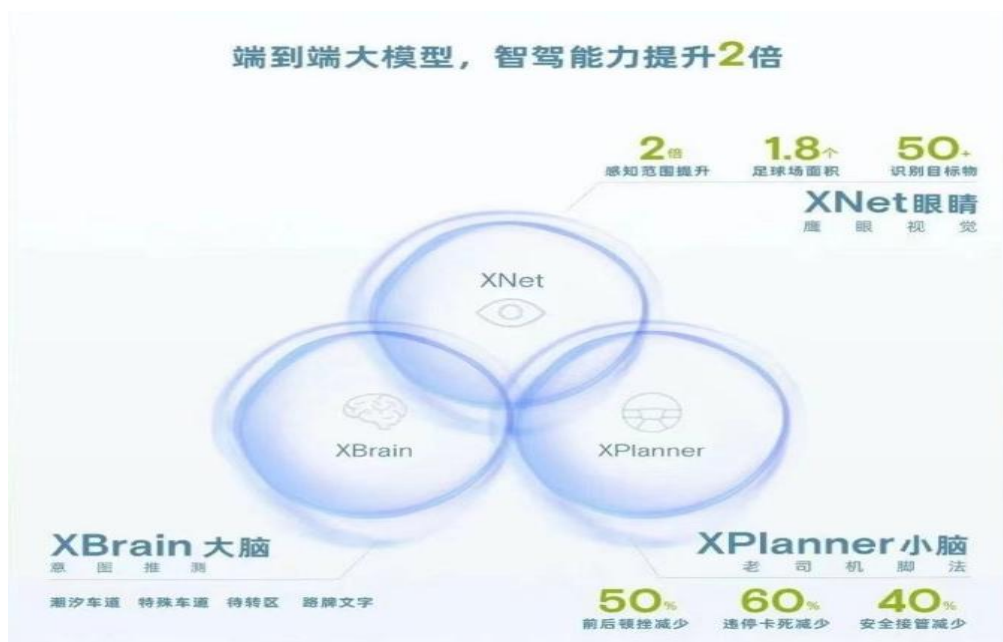 端到端大模型，智驾能力提升2倍
2倍 1.8个 50+
感知范围提升 足球场面积 识别目标物
XNet眼睛
鹰眼视觉
XNet
XBrain XPlanner
XBrain 大脑
意图推测
潮汐车道 特殊车道 待转区 路牌文字
XPlanner小脑
老司机脚法
50% 60% 40%
前后顿挫减少 违停卡死减少 安全接管减少